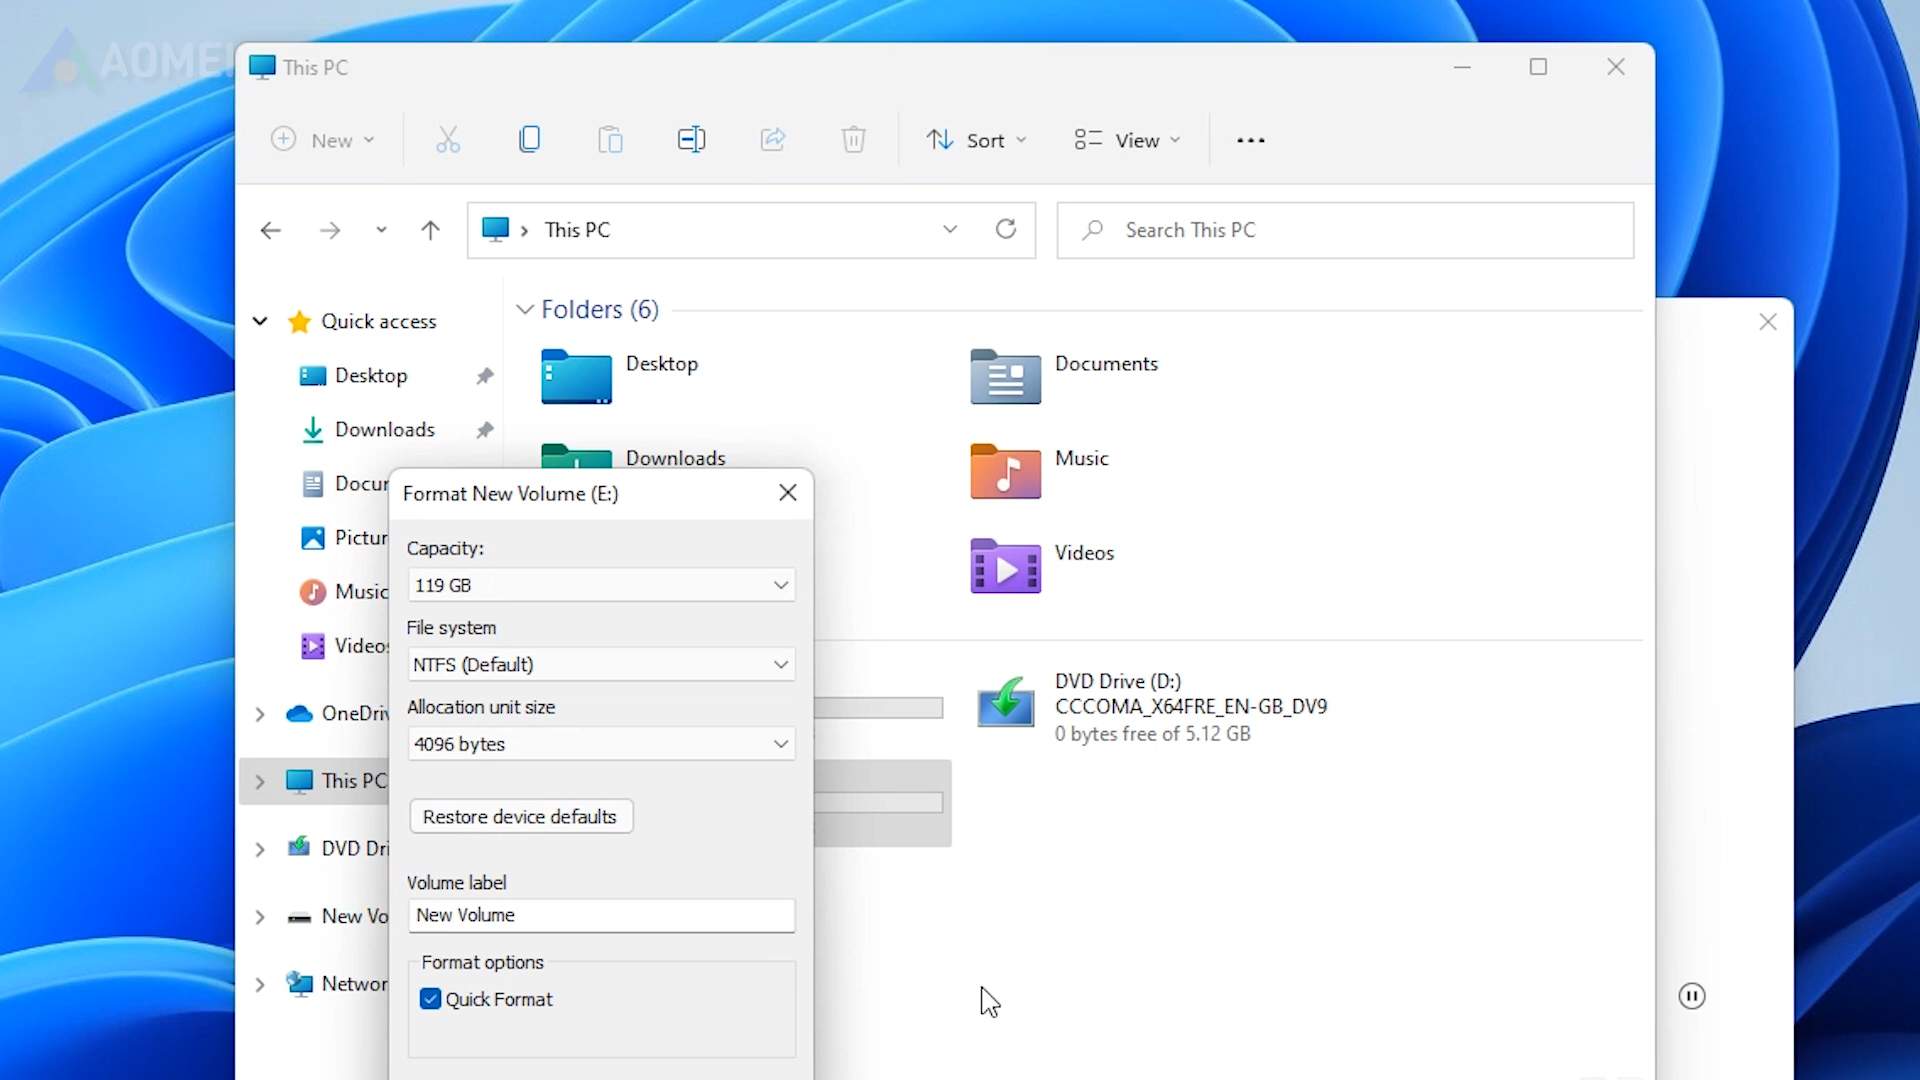 AOMEI
This PC
New
Sort
View
This PC
Search This PC
Quick access
Desktop
Downloads
Docu
Pictur
Music
Videos
OneDriv
This PC
DVD Dri
New Vo
Networ
Folders (6)
Desktop
Documents
Downloads
Music
Videos
DVD Drive (D:)
CCCOMA_X64FRE_EN-GB_DV9
0 bytes free of 5.12 GB
Format New Volume (E:)
Capacity:
119 GB
File system
NTFS (Default)
Allocation unit size
4096 bytes
Restore device defaults
Volume label
New Volume
Format options
Quick Format